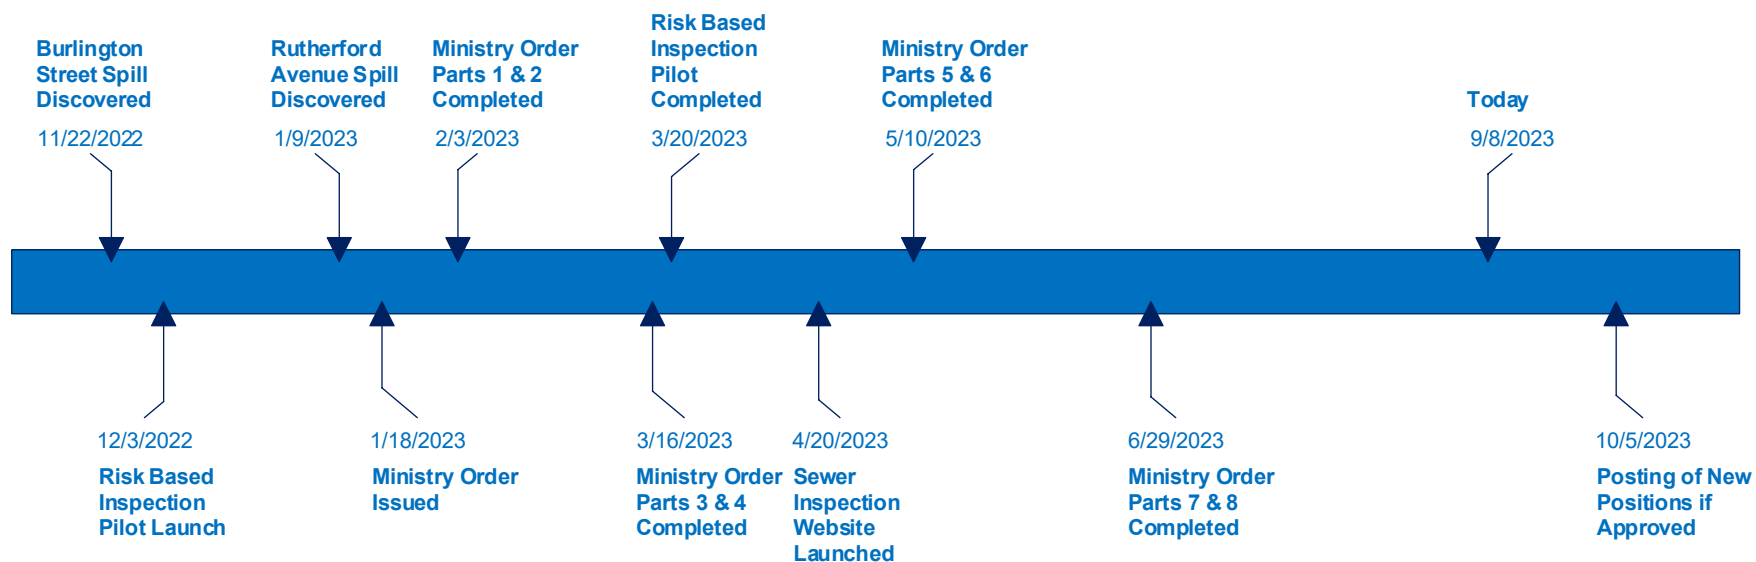 Burlington
Street Spill
Discovered
11/22/2022
Rutherford
Avenue Spill
Discovered
1/9/2023
Ministry Order
Parts 1 & 2
Completed
2/3/2023
Risk Based
Inspection
Pilot
Completed
3/20/2023
Ministry Order
Parts 5 & 6
Completed
5/10/2023
Today
9/8/2023
12/3/2022
Risk Based
Inspection
Pilot Launch
1/18/2023
Ministry Order
Issued
3/16/2023
Ministry Order
Parts 3 & 4
Completed
4/20/2023
Sewer
Inspection
Website
Launched
6/29/2023
Ministry Order
Parts 7 & 8
Completed
10/5/2023
Posting of New
Positions if
Approved